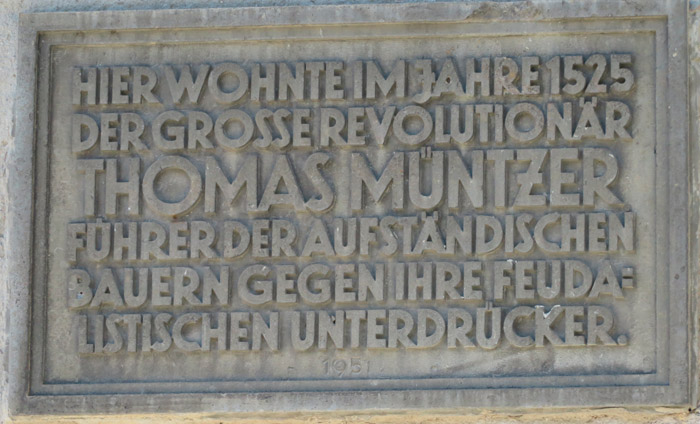 HIER WOHNTE IM JAHRE 1525
DER GROSSE REVOLUTIONÄR
THOMAS MÜNTZER
FÜHRER DER AUFSTÄNDISCHEN
BAUERN GEGEN IHRE FEUDA=
LISTISCHEN UNTERDRÜCKER.
1951